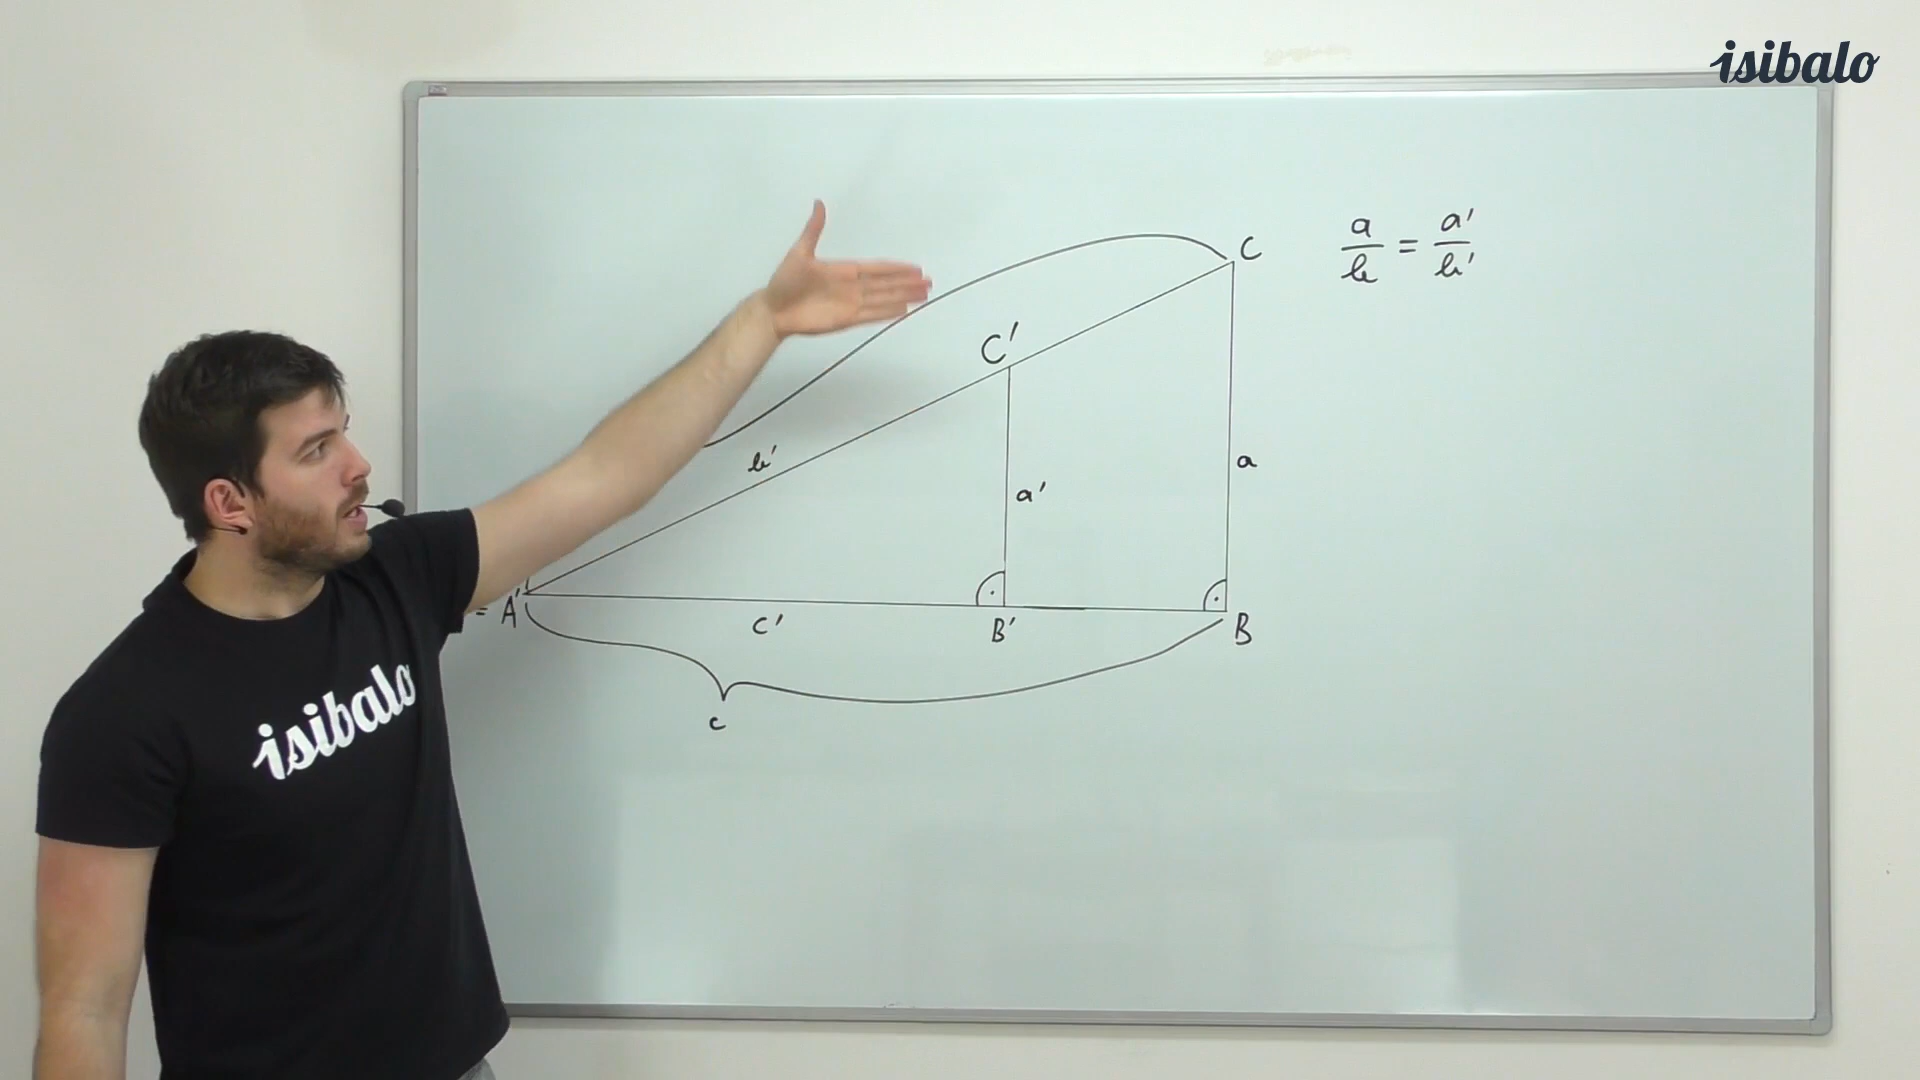 isibalo
C
a/b = a'/b'
C'
b'
a'
a
= A'
c'
B'
B
c
isibalo